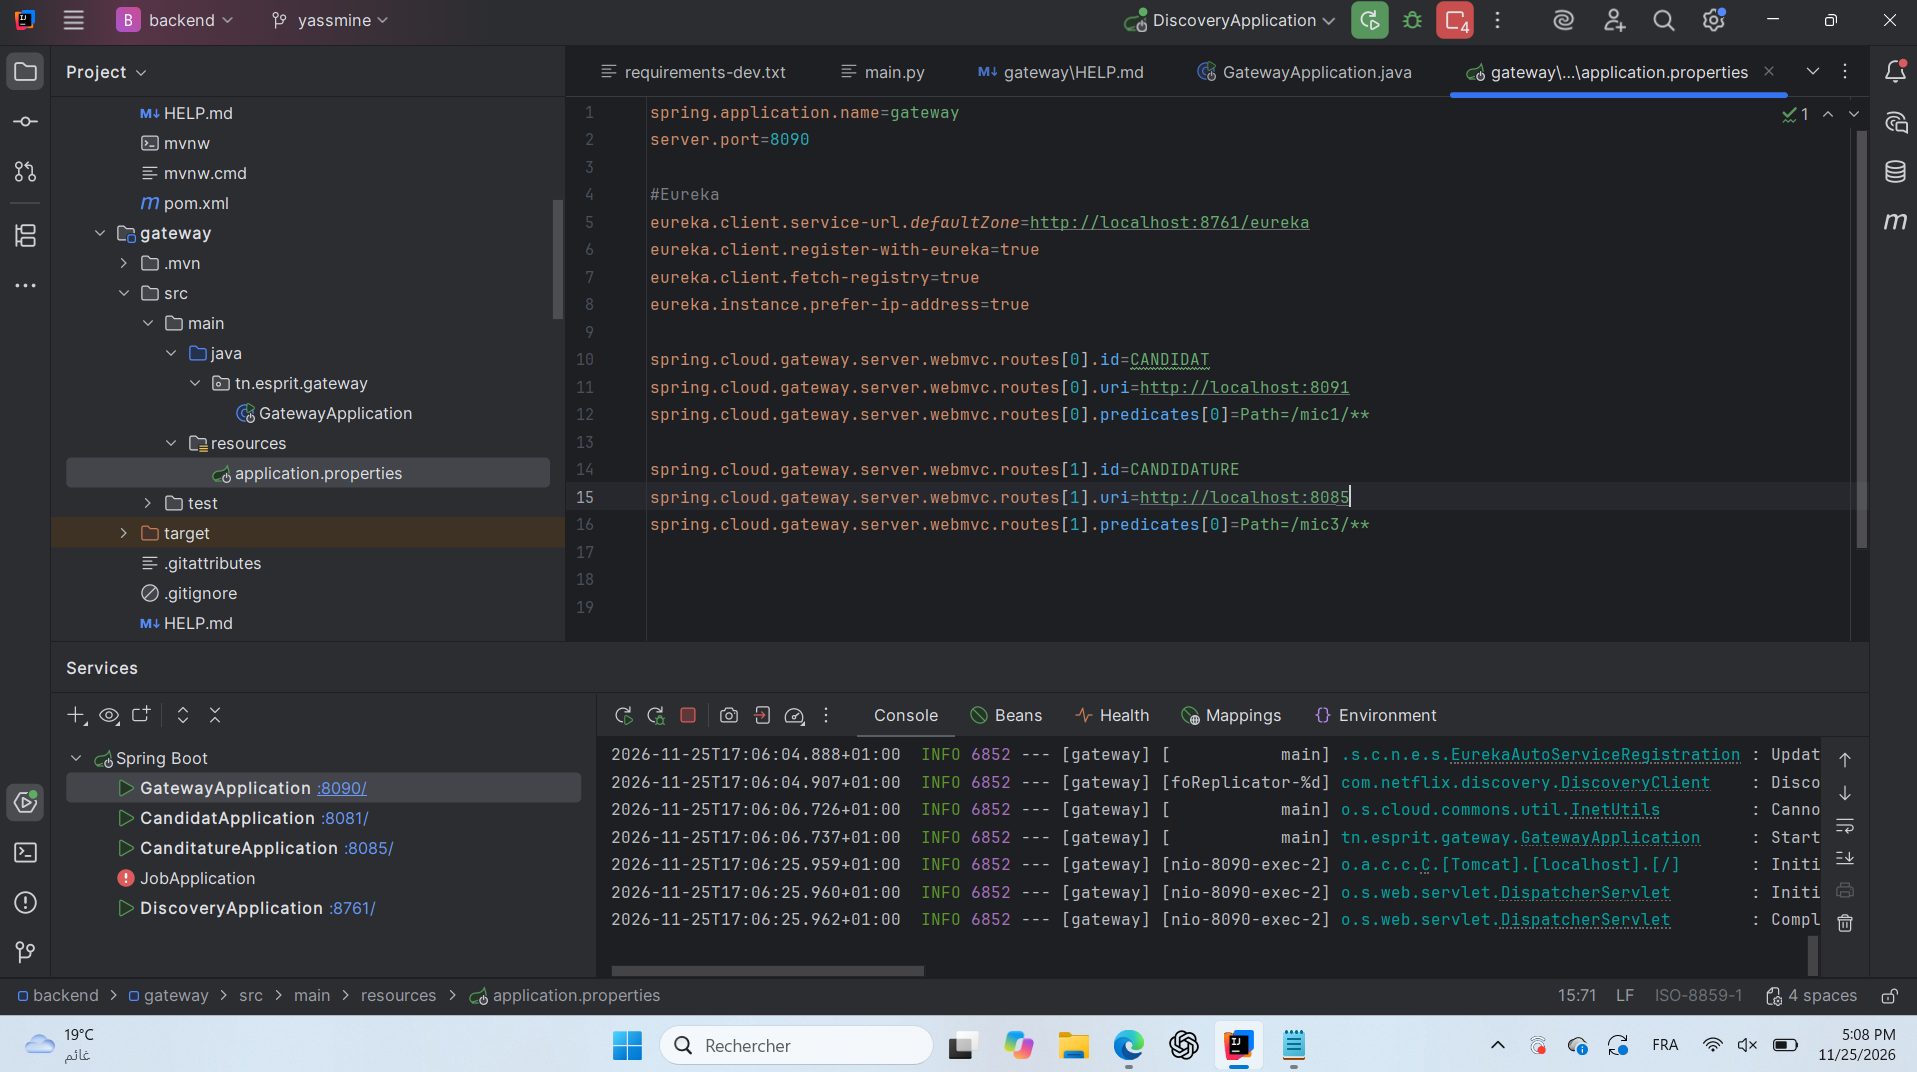 B backend yassmine DiscoveryApplication 4
Project
requirements-dev.txt main.py M↓ gateway\HELP.md GatewayApplication.java gateway\...\application.properties
M↓ HELP.md
mvnw
mvnw.cmd
m pom.xml
gateway
.mvn
src
main
java
tn.esprit.gateway
GatewayApplication
resources
application.properties
test
target
.gitattributes
.gitignore
M↓ HELP.md
1 spring.application.name=gateway
2 server.port=8090
3
4 #Eureka
5 eureka.client.service-url.defaultZone=http://localhost:8761/eureka
6 eureka.client.register-with-eureka=true
7 eureka.client.fetch-registry=true
8 eureka.instance.prefer-ip-address=true
9
10 spring.cloud.gateway.server.webmvc.routes[0].id=CANDIDAT
11 spring.cloud.gateway.server.webmvc.routes[0].uri=http://localhost:8091
12 spring.cloud.gateway.server.webmvc.routes[0].predicates[0]=Path=/mic1/**
13
14 spring.cloud.gateway.server.webmvc.routes[1].id=CANDIDATURE
15 spring.cloud.gateway.server.webmvc.routes[1].uri=http://localhost:8085
16 spring.cloud.gateway.server.webmvc.routes[1].predicates[0]=Path=/mic3/**
17
18
19
1
m
Services
Spring Boot
GatewayApplication :8090/
CandidatApplication :8081/
CanditatureApplication :8085/
JobApplication
DiscoveryApplication :8761/
Console Beans Health Mappings {} Environment
2026-11-25T17:06:04.888+01:00 INFO 6852 --- [gateway] [ main] .s.c.n.e.s.EurekaAutoServiceRegistration : Updat
2026-11-25T17:06:04.907+01:00 INFO 6852 --- [gateway] [foReplicator-%d] com.netflix.discovery.DiscoveryClient : Disco
2026-11-25T17:06:06.726+01:00 INFO 6852 --- [gateway] [ main] o.s.cloud.commons.util.InetUtils : Canno
2026-11-25T17:06:06.737+01:00 INFO 6852 --- [gateway] [ main] tn.esprit.gateway.GatewayApplication : Start
2026-11-25T17:06:25.959+01:00 INFO 6852 --- [gateway] [nio-8090-exec-2] o.a.c.c.C.[Tomcat].[localhost].[/] : Initi
2026-11-25T17:06:25.960+01:00 INFO 6852 --- [gateway] [nio-8090-exec-2] o.s.web.servlet.DispatcherServlet : Initi
2026-11-25T17:06:25.962+01:00 INFO 6852 --- [gateway] [nio-8090-exec-2] o.s.web.servlet.DispatcherServlet : Compl
backend > gateway > src > main > resources > application.properties 15:71 LF ISO-8859-1 4 spaces
19°C
غائم
Rechercher
FRA
5:08 PM
11/25/2026